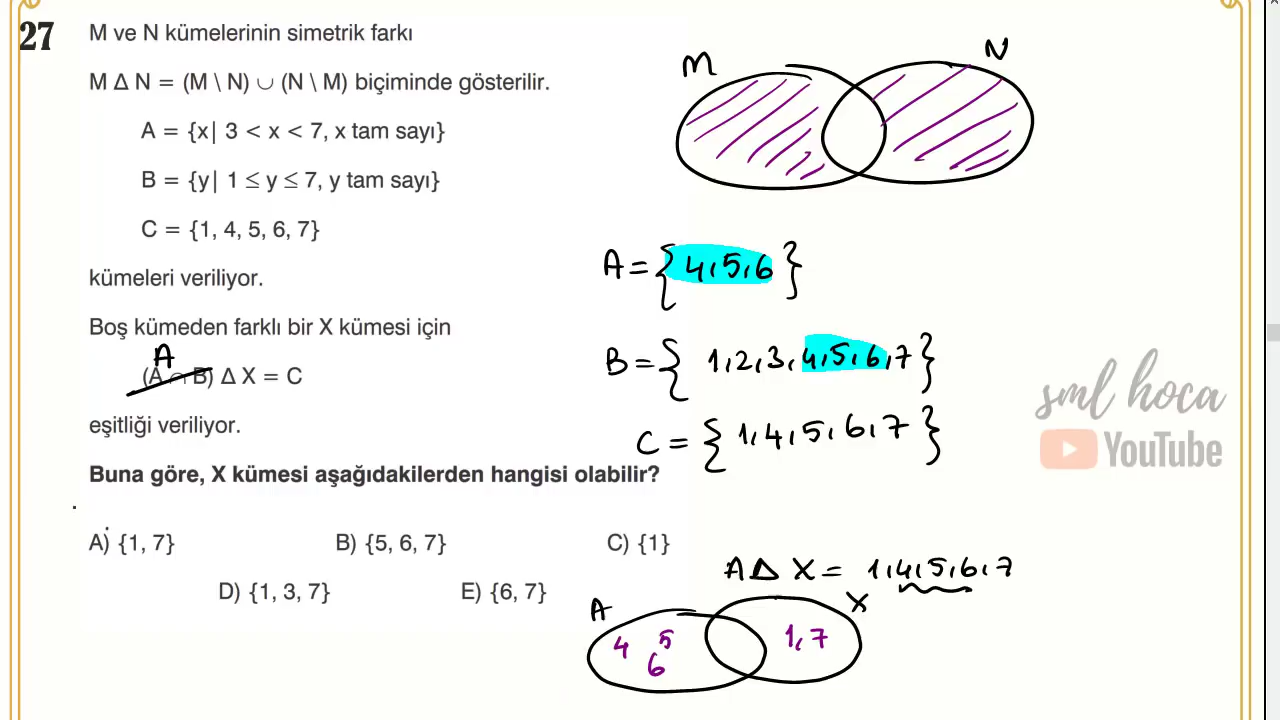 27
M ve N kümelerinin simetrik farkı
M Δ N = (M \ N) ∪ (N \ M) biçiminde gösterilir.
A = {x| 3 < x < 7, x tam sayı}
B = {y| 1 ≤ y ≤ 7, y tam sayı}
C = {1, 4, 5, 6, 7}
kümeleri veriliyor.
Boş kümeden farklı bir X kümesi için
A
(A ∩ B) Δ X = C
eşitliği veriliyor.
Buna göre, X kümesi aşağıdakilerden hangisi olabilir?
A) {1, 7} B) {5, 6, 7} C) {1}
D) {1, 3, 7} E) {6, 7}
M N
A = { 4,5,6 }
B = { 1,2,3,4,5,6,7 }
C = { 1,4,5,6,7 }
sml hoca
YouTube
A Δ X = 1,4,5,6,7
A X
4 5 1,7
6